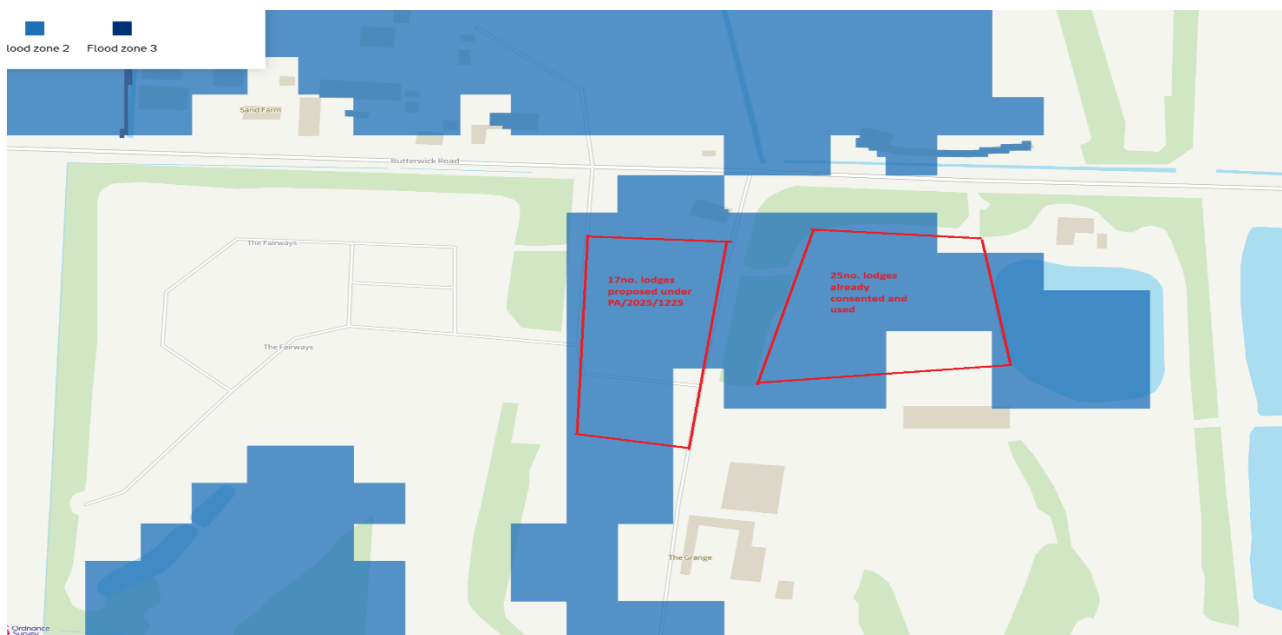 lood zone 2 Flood zone 3
Sand Farm
Butterwick Road
The Fairways
17no. lodges
proposed under
PA/2025/1225
25no. lodges
already
consented and
used
The Fairways
The Grange
Ordnance
Survey